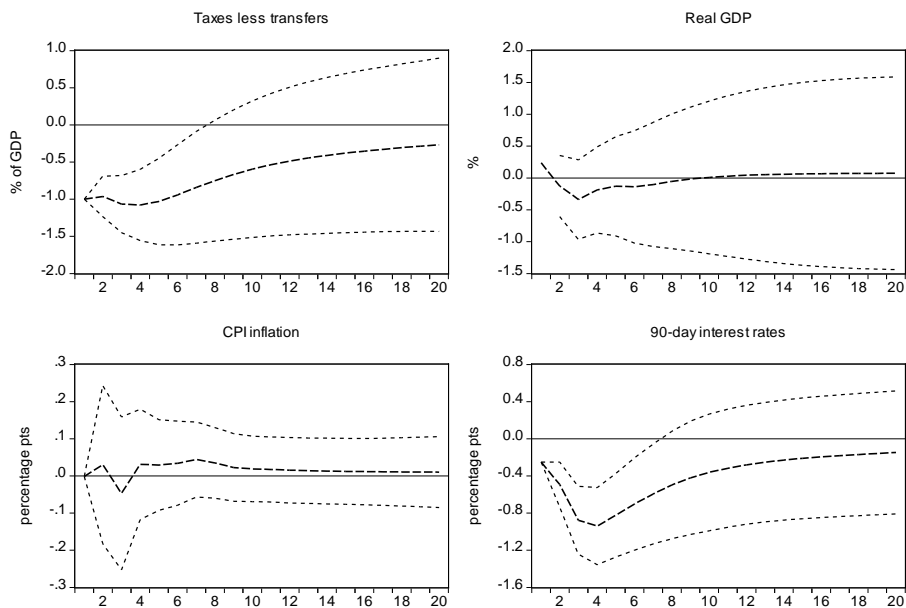 Taxes less transfers
% of GDP
1.0
0.5
0.0
-0.5
-1.0
-1.5
-2.0
2 4 6 8 10 12 14 16 18 20
Real GDP
%
2.0
1.5
1.0
0.5
0.0
-0.5
-1.0
-1.5
2 4 6 8 10 12 14 16 18 20
CPI inflation
percentage pts
.3
.2
.1
.0
-.1
-.2
-.3
2 4 6 8 10 12 14 16 18 20
90-day interest rates
percentage pts
0.8
0.4
0.0
-0.4
-0.8
-1.2
-1.6
2 4 6 8 10 12 14 16 18 20